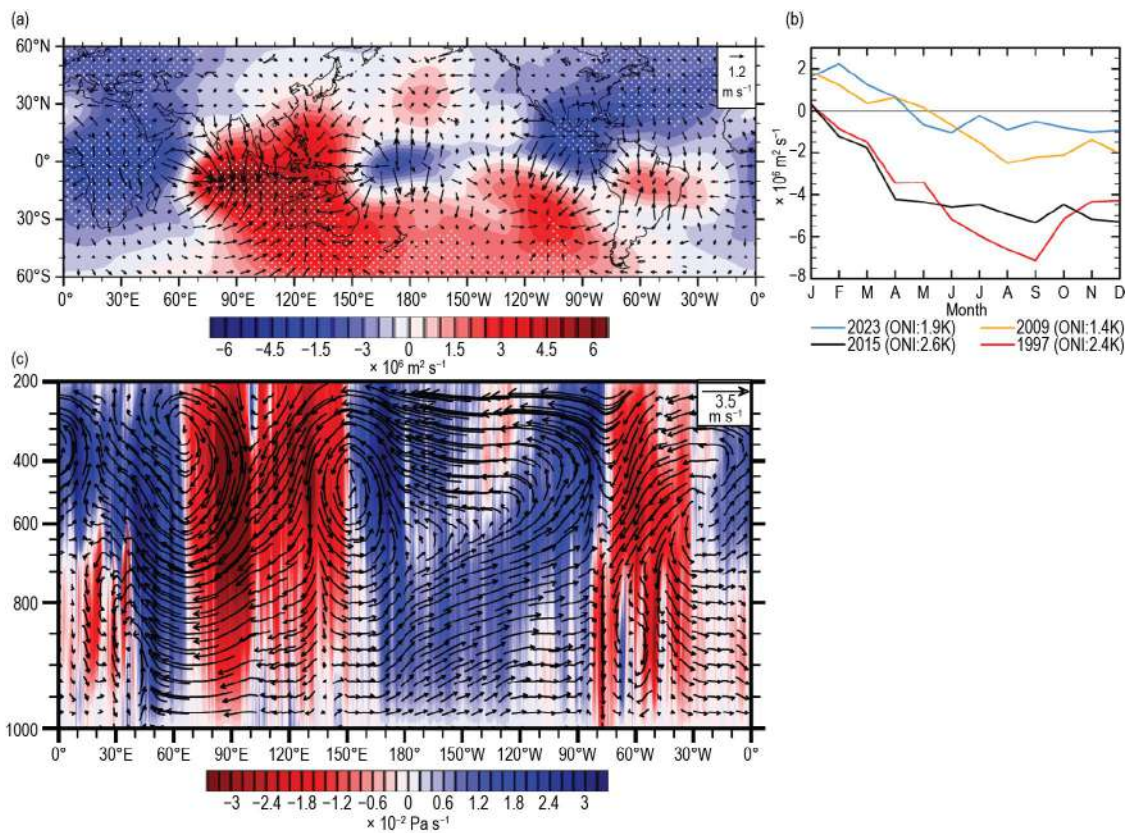 (a)
60°N
30°N
0°
30°S
60°S
0° 30°E 60°E 90°E 120°E 150°E 180° 150°W 120°W 90°W 60°W 30°W 0°
1.2
m s⁻¹
−6 −4.5 −3 −1.5 0 1.5 3 4.5 6
× 10⁶ m² s⁻¹
(b)
2
0
−2
−4
−6
−8
× 10⁶ m² s⁻¹
J F M A M J J A S O N D
Month
2023 (ONI:1.9K) 2009 (ONI:1.4K)
2015 (ONI:2.6K) 1997 (ONI:2.4K)
(c)
200
400
600
800
1000
3.5
m s⁻¹
0° 30°E 60°E 90°E 120°E 150°E 180° 150°W 120°W 90°W 60°W 30°W 0°
−3 −2.4 −1.8 −1.2 −0.6 0 0.6 1.2 1.8 2.4 3
× 10⁻² Pa s⁻¹